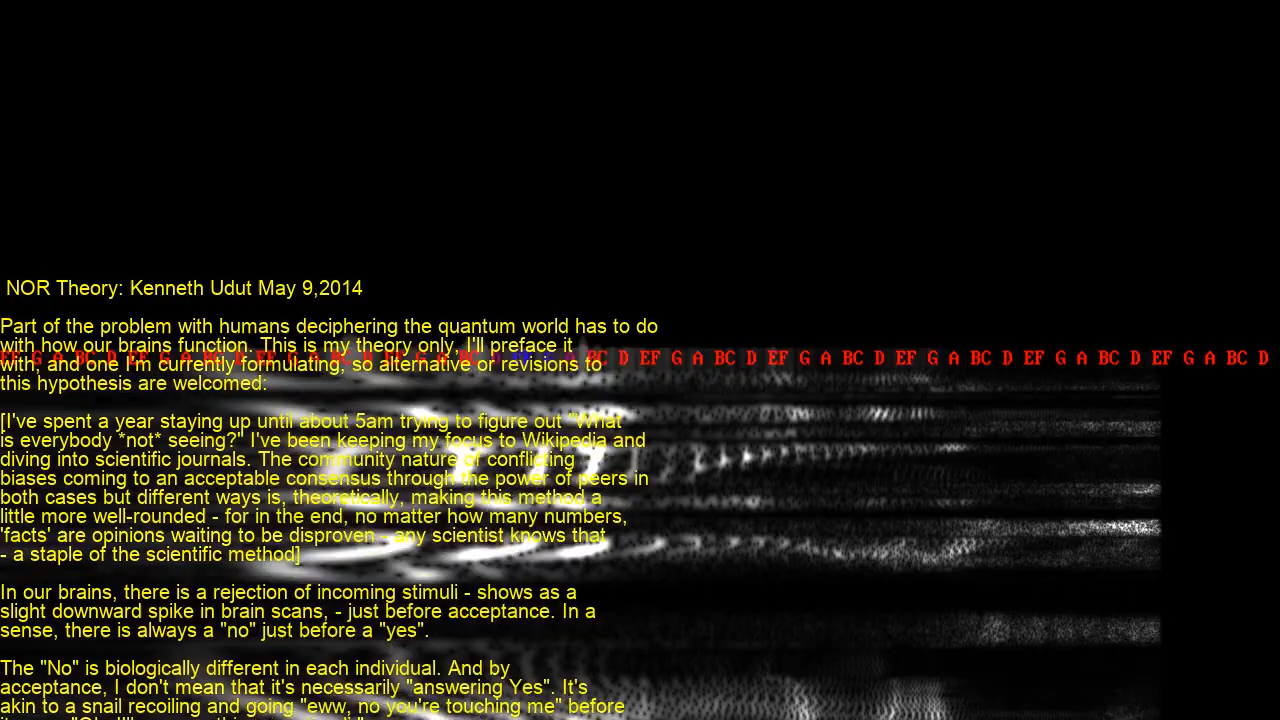 NOR Theory: Kenneth Udut May 9,2014
Part of the problem with humans deciphering the quantum world has to do
with how our brains function. This is my theory only, I'll preface it
EF G A BC D EF G A BC D EF G A BC D EF G A BC D EF G A BC D EF G A BC D EF G A BC D EF G A BC D EF G A BC D EF G A BC D
with, and one I'm currently formulating, so alternative or revisions to
this hypothesis are welcomed:
[I've spent a year staying up until about 5am trying to figure out "What
is everybody *not* seeing?" I've been keeping my focus to Wikipedia and
diving into scientific journals. The community nature of conflicting
biases coming to an acceptable consensus through the power of peers in
both cases but different ways is, theoretically, making this method a
little more well-rounded - for in the end, no matter how many numbers,
'facts' are opinions waiting to be disproven - any scientist knows that
- a staple of the scientific method]
In our brains, there is a rejection of incoming stimuli - shows as a
slight downward spike in brain scans, - just before acceptance. In a
sense, there is always a "no" just before a "yes".
The "No" is biologically different in each individual. And by
acceptance, I don't mean that it's necessarily "answering Yes". It's
akin to a snail recoiling and going "eww, no you're touching me" before